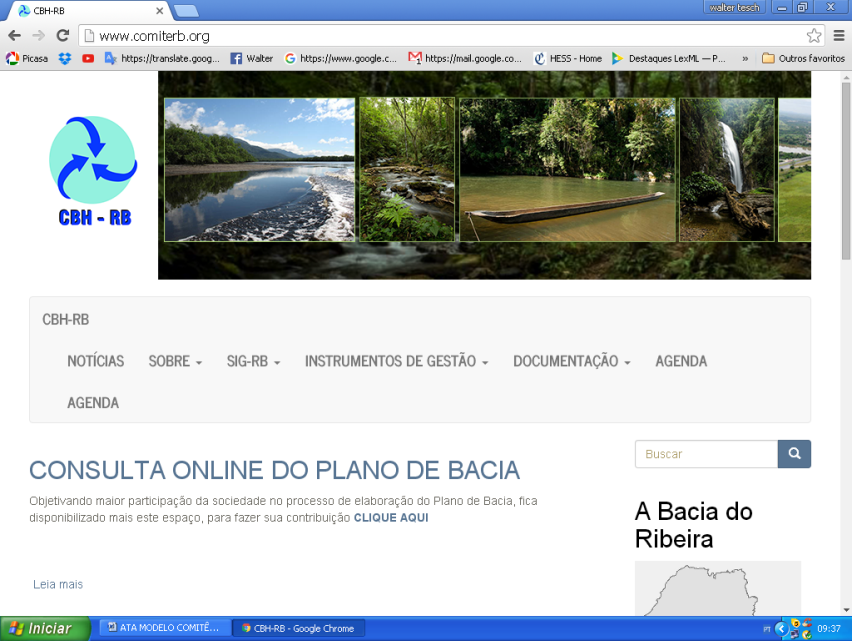 CBH-RB
walter tesch
www.comiterb.org
Picasa
https://translate.goog...
Walter
https://www.google.c...
https://mail.google.co...
HESS - Home
Destaques LexML — P...
»
Outros favoritos
CBH - RB
CBH-RB
NOTÍCIAS SOBRE SIG-RB INSTRUMENTOS DE GESTÃO DOCUMENTAÇÃO AGENDA
AGENDA
Buscar
CONSULTA ONLINE DO PLANO DE BACIA
Objetivando maior participação da sociedade no processo de elaboração do Plano de Bacia, fica
disponibilizado mais este espaço, para fazer sua contribuição CLIQUE AQUI
Leia mais
A Bacia do
Ribeira
Iniciar
ATA MODELO COMITÊ...
CBH-RB - Google Chrome
PT
09:37